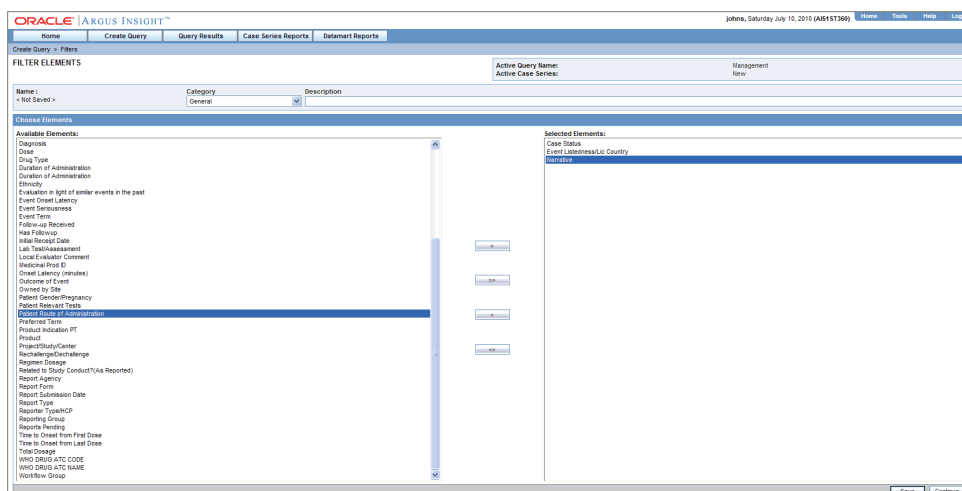 ORACLE® | ARGUS INSIGHT™
johns, Saturday July 10, 2010 (AI51ST360) Home Tools Help Log
Home Create Query Query Results Case Series Reports Datamart Reports
Create Query » Filters
FILTER ELEMENTS
Active Query Name: Management
Active Case Series: New
Name : Category Description
< Not Saved > General
Choose Elements
Available Elements:
Diagnosis
Dose
Drug Type
Duration of Administration
Duration of Administration
Ethnicity
Evaluation in light of similar events in the past
Event Onset Latency
Event Seriousness
Event Term
Follow-up Received
Has Followup
Initial Receipt Date
Lab Test/Assessment
Local Evaluator Comment
Medicinal Prod ID
Onset Latency (minutes)
Outcome of Event
Owned by Site
Patient Gender/Pregnancy
Patient Relevant Tests
Patient Route of Administration
Preferred Term
Product Indication PT
Product
Project/Study/Center
Rechallenge/Dechallenge
Regimen Dosage
Related to Study Conduct?(As Reported)
Report Agency
Report Form
Report Submission Date
Report Type
Reporter Type/HCP
Reporting Group
Reports Pending
Time to Onset from First Dose
Time to Onset from Last Dose
Total Dosage
WHO DRUG ATC CODE
WHO DRUG ATC NAME
Workflow Group
>
>>
<
<<
Selected Elements:
Case Status
Event Listedness/Lic Country
Narrative
Save Continue